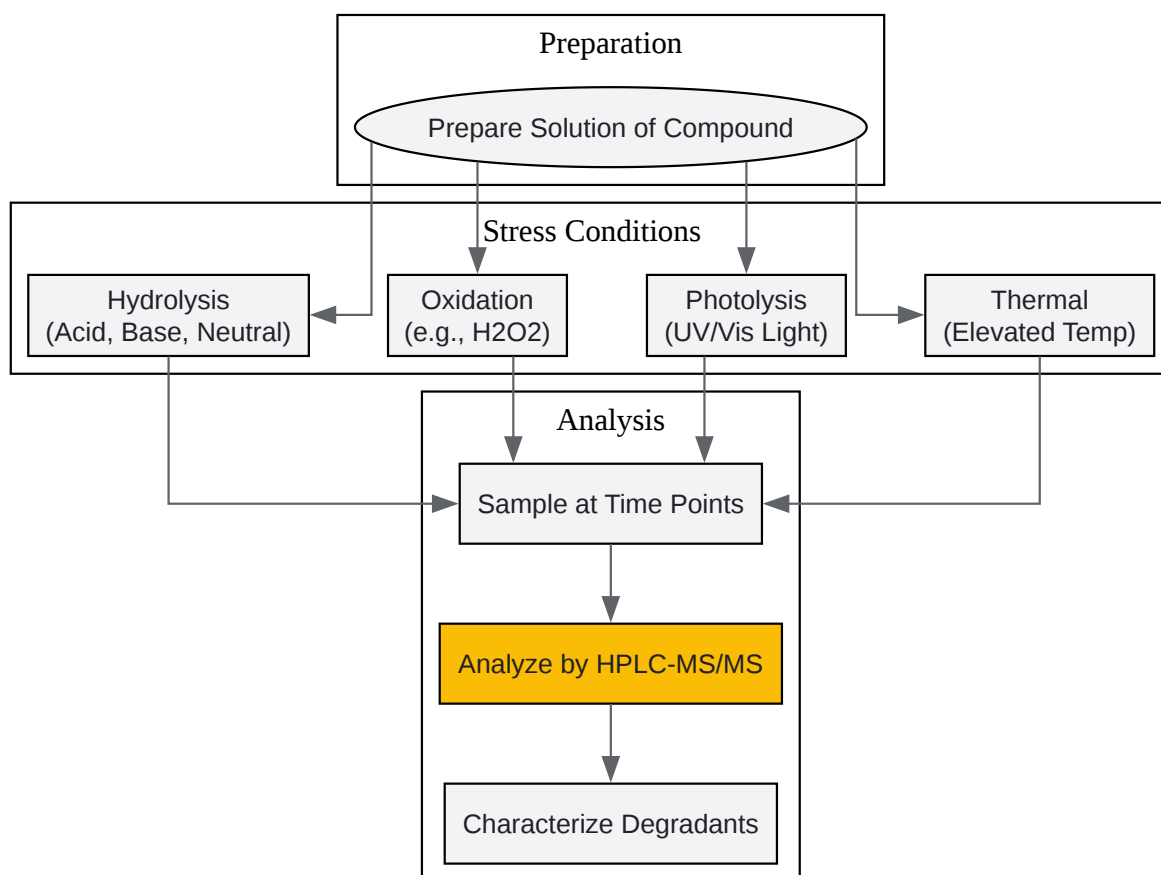 Preparation
Prepare Solution of Compound
Stress Conditions
Hydrolysis
(Acid, Base, Neutral)
Oxidation
(e.g., H2O2)
Photolysis
(UV/Vis Light)
Thermal
(Elevated Temp)
Analysis
Sample at Time Points
Analyze by HPLC-MS/MS
Characterize Degradants